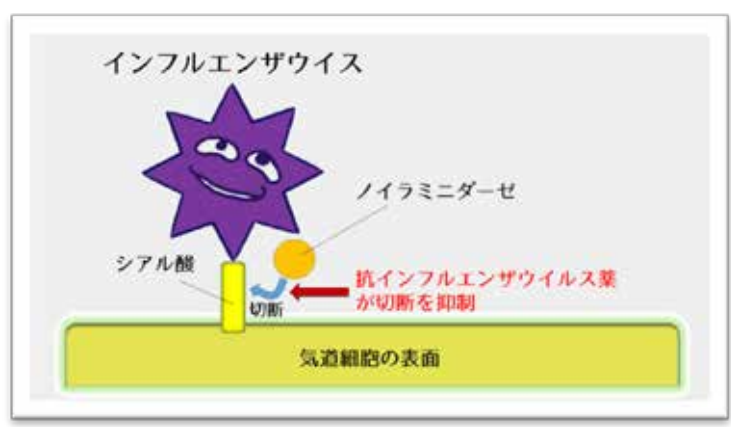 インフルエンザウイス
ノイラミニダーゼ
シアル酸
抗インフルエンザウイルス薬
が切断を抑制
切断
気道細胞の表面